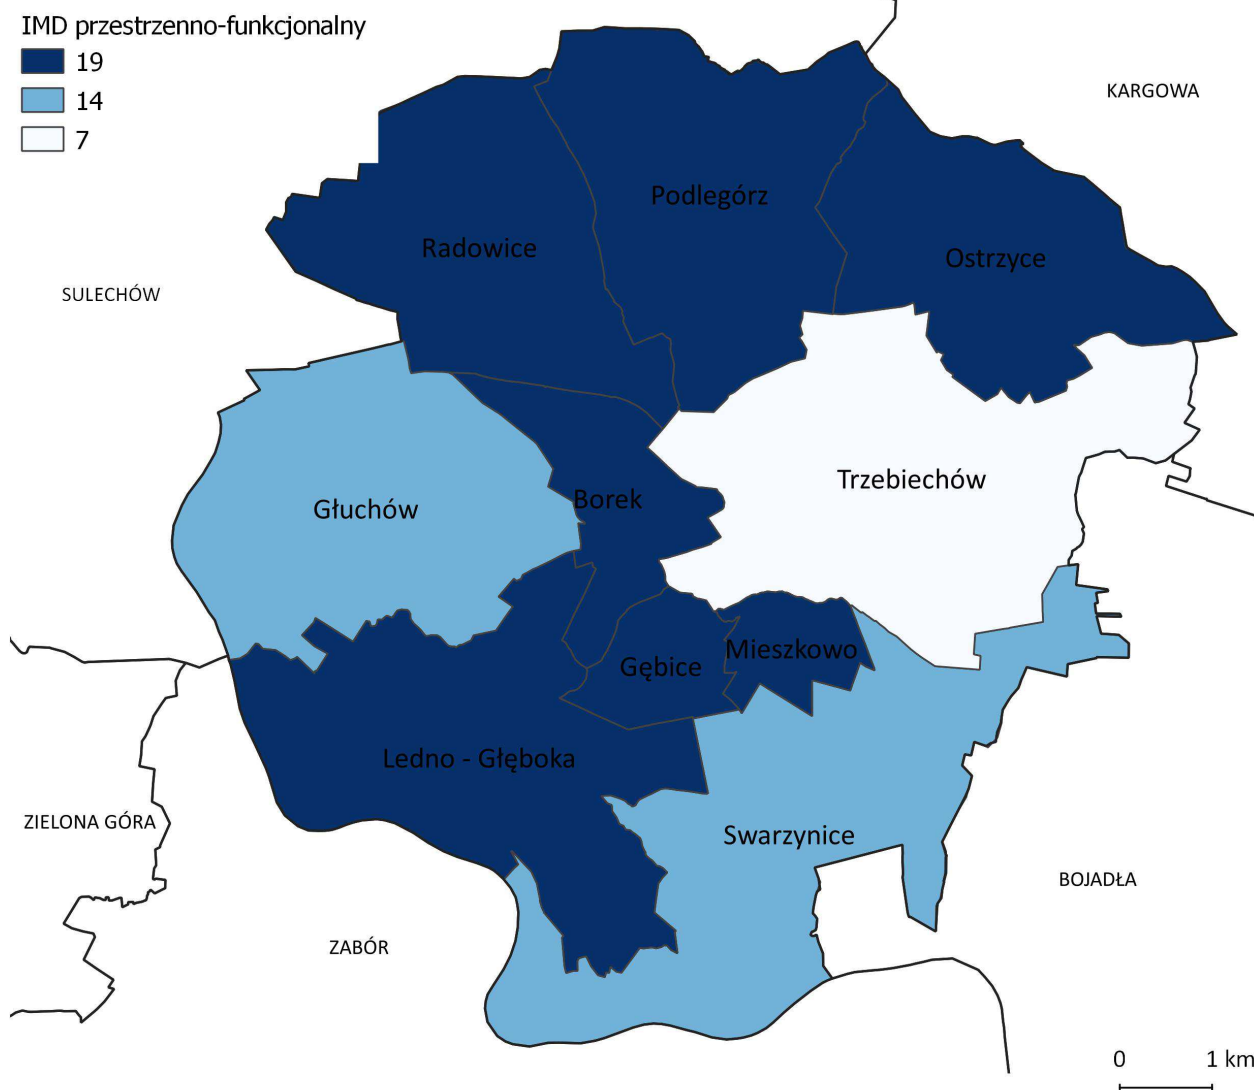 IMD przestrzenno-funkcjonalny
19
14
7
KARGOWA
Podlegórz
Radowice
Ostrzyce
SULECHÓW
Trzebiechów
Głuchów
Borek
Mieszkowo
Gębice
Ledno - Głęboka
ZIELONA GÓRA
Swarzynice
BOJADŁA
ZABÓR
0 1 km